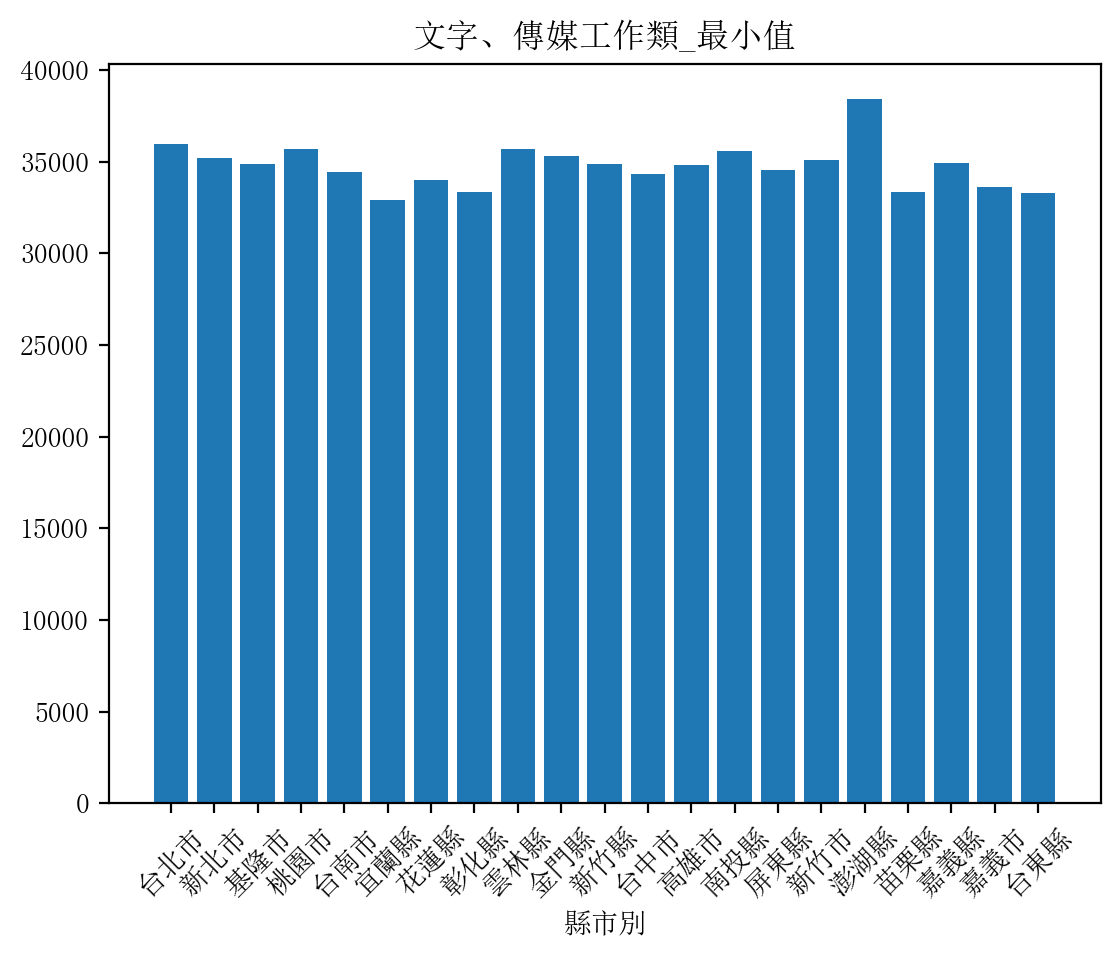 文字、傳媒工作類_最小值
40000
35000
30000
25000
20000
15000
10000
5000
0
台北市
新北市
基隆市
桃園市
台南市
宜蘭縣
花蓮縣
彰化縣
雲林縣
金門縣
新竹縣
台中市
高雄市
南投縣
屏東縣
新竹市
澎湖縣
苗栗縣
嘉義縣
嘉義市
台東縣
縣市別